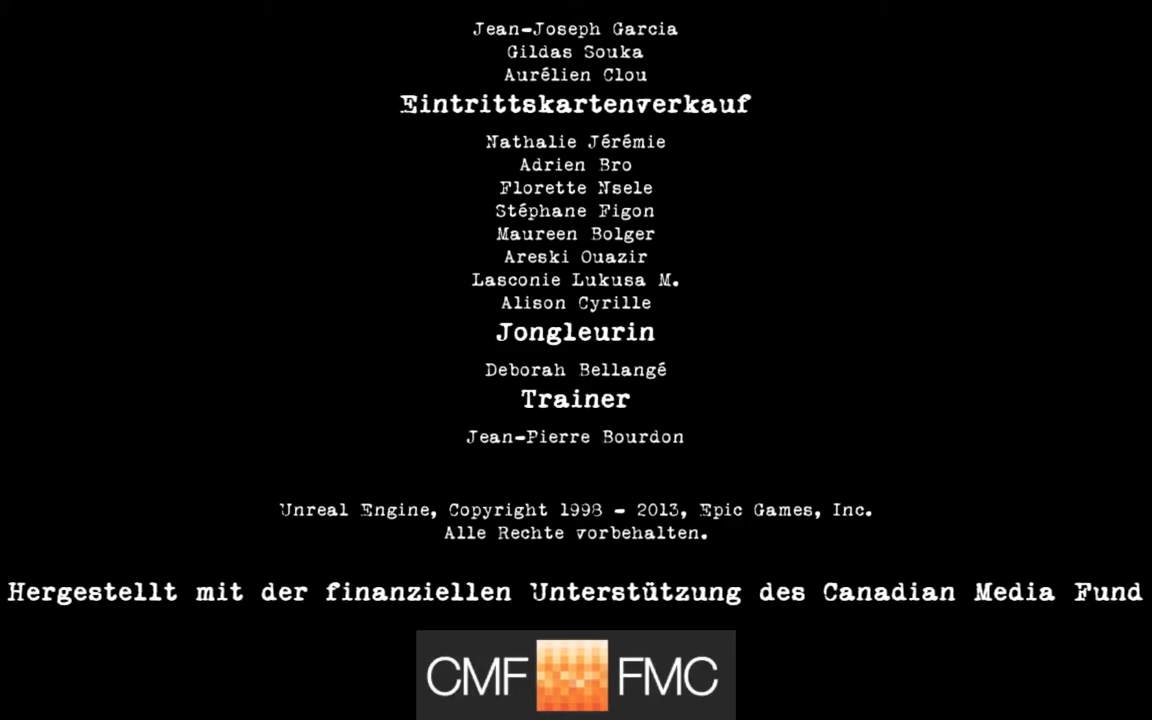 Jean-Joseph Garcia
Gildas Souka
Aurélien Clou
Eintrittskartenverkauf
Nathalie Jérémie
Adrien Bro
Florette Nsele
Stéphane Figon
Maureen Bolger
Areski Ouazir
Lasconie Lukusa M.
Alison Cyrille
Jongleurin
Deborah Bellangé
Trainer
Jean-Pierre Bourdon
Unreal Engine, Copyright 1998 - 2013, Epic Games, Inc.
Alle Rechte vorbehalten.
Hergestellt mit der finanziellen Unterstützung des Canadian Media Fund
CMF FMC